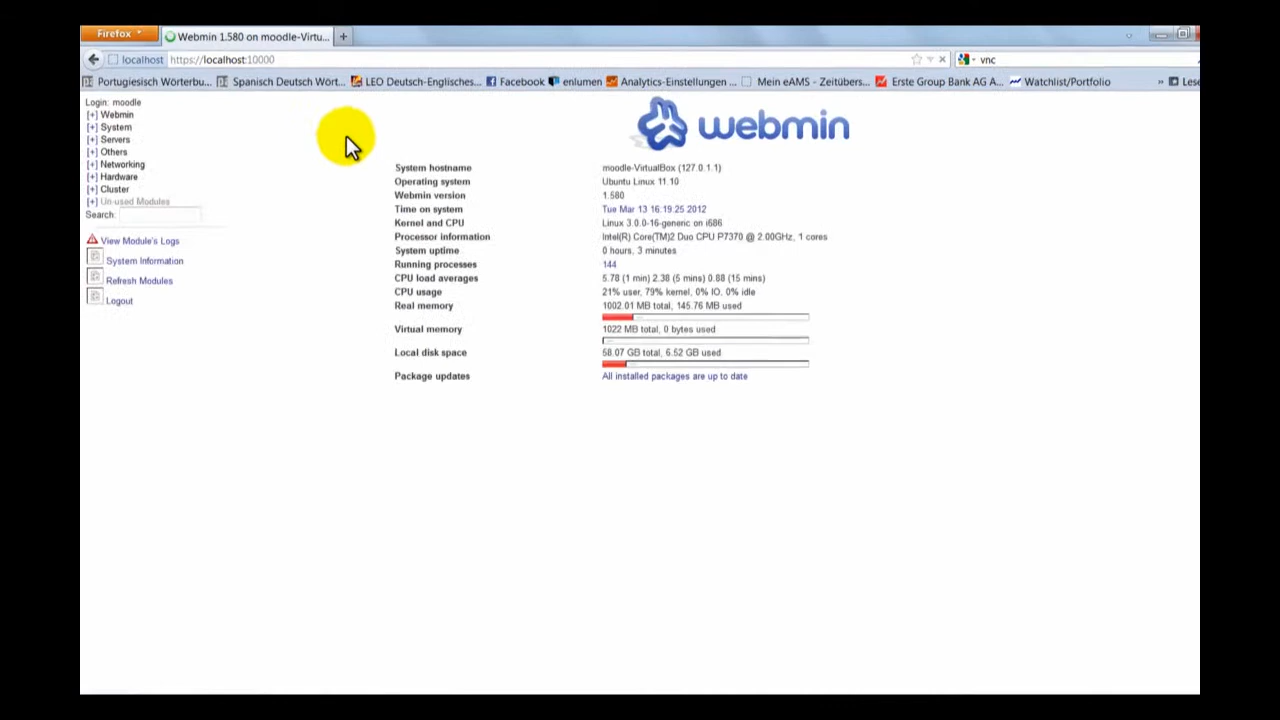 Firefox
Webmin 1.580 on moodle-Virtu...
localhost https://localhost:10000
vnc
Portugiesisch Wörterbu... Spanisch Deutsch Wört... LEO Deutsch-Englisches... Facebook enlumen Analytics-Einstellungen ... Mein eAMS - Zeitübers... Erste Group Bank AG A... Watchlist/Portfolio » Lese
Login: moodle
[+] Webmin
[+] System
[+] Servers
[+] Others
[+] Networking
[+] Hardware
[+] Cluster
[+] Un-used Modules
Search:
View Module's Logs
System Information
Refresh Modules
Logout
webmin
System hostname moodle-VirtualBox (127.0.1.1)
Operating system Ubuntu Linux 11.10
Webmin version 1.580
Time on system Tue Mar 13 16:19:25 2012
Kernel and CPU Linux 3.0.0-16-generic on i686
Processor information Intel(R) Core(TM)2 Duo CPU P7370 @ 2.00GHz, 1 cores
System uptime 0 hours, 3 minutes
Running processes 144
CPU load averages 5.78 (1 min) 2.38 (5 mins) 0.88 (15 mins)
CPU usage 21% user, 79% kernel, 0% IO, 0% idle
Real memory 1002.01 MB total, 145.76 MB used
Virtual memory 1022 MB total, 0 bytes used
Local disk space 58.07 GB total, 6.52 GB used
Package updates All installed packages are up to date